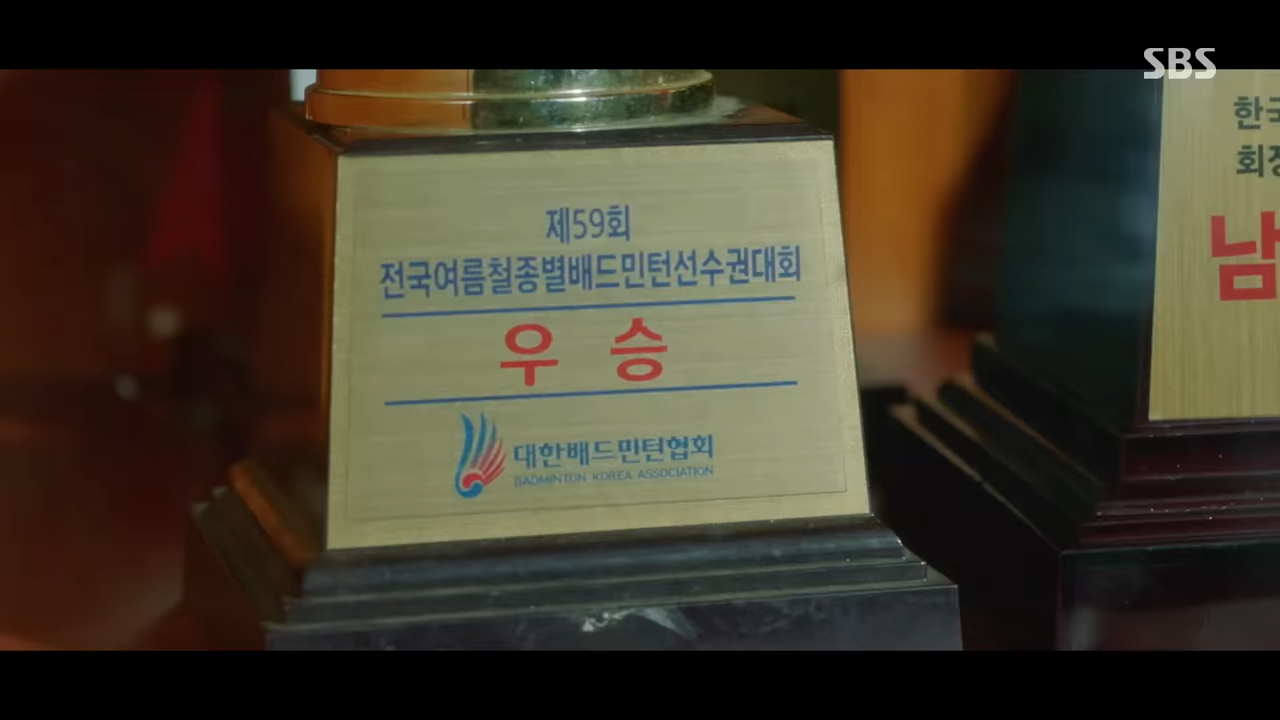 SBS
제59회
전국여름철종별배드민턴선수권대회
우 승
대한배드민턴협회
BADMINTON KOREA ASSOCIATION
한국
회장
남